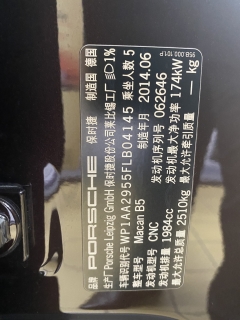 95B.000.101.P
品牌 PORSCHE 保时捷 制造国 德国
生产厂 Porsche Leipzig GmbH 保时捷股份公司莱比锡工厂
车辆识别代号 WP1AA2955FLB04145 乘坐人数 5
整车型号 Macan B5 制造年月 2014.06
发动机型号 CNC 发动机序列号 062646
发动机排量 1984cc 发动机最大净功率 174kW
最大允许总质量 2510kg 最大允许牵引质量 — kg